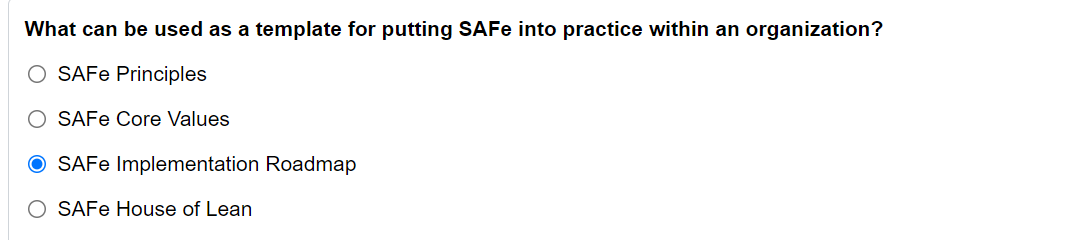 What can be used as a template for putting SAFe into practice within an organization?
SAFe Principles
SAFe Core Values
SAFe Implementation Roadmap
SAFe House of Lean